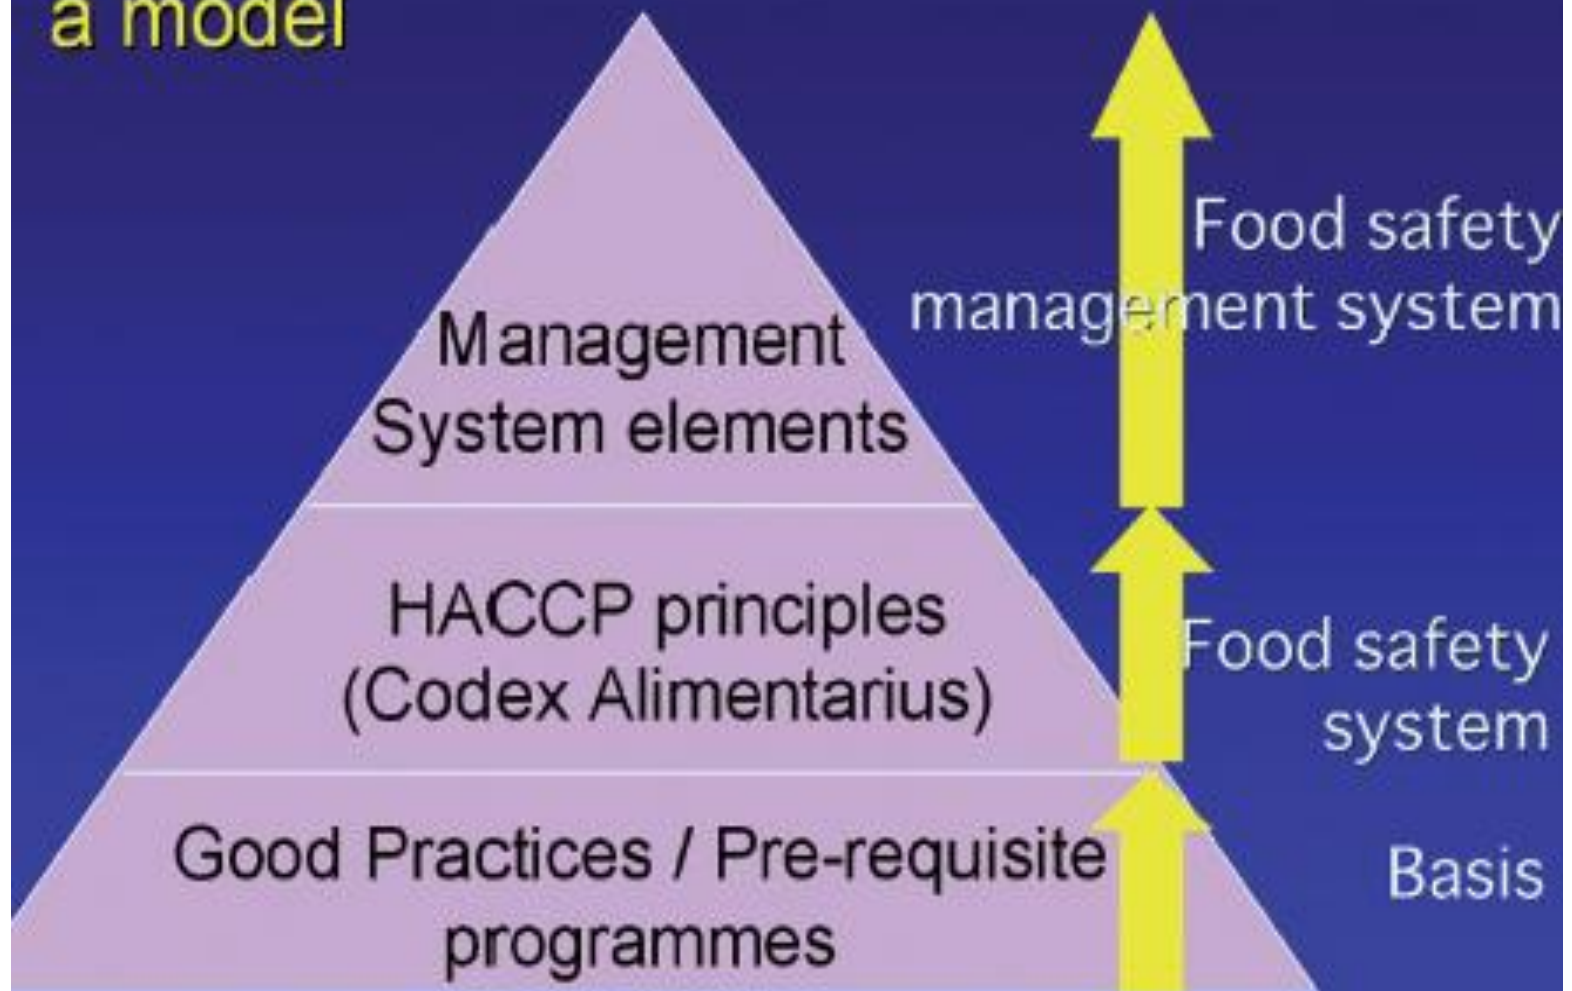 a model
Management
System elements
Food safety
management system
HACCP principles
(Codex Alimentarius)
Food safety
system
Good Practices / Pre-requisite
programmes
Basis